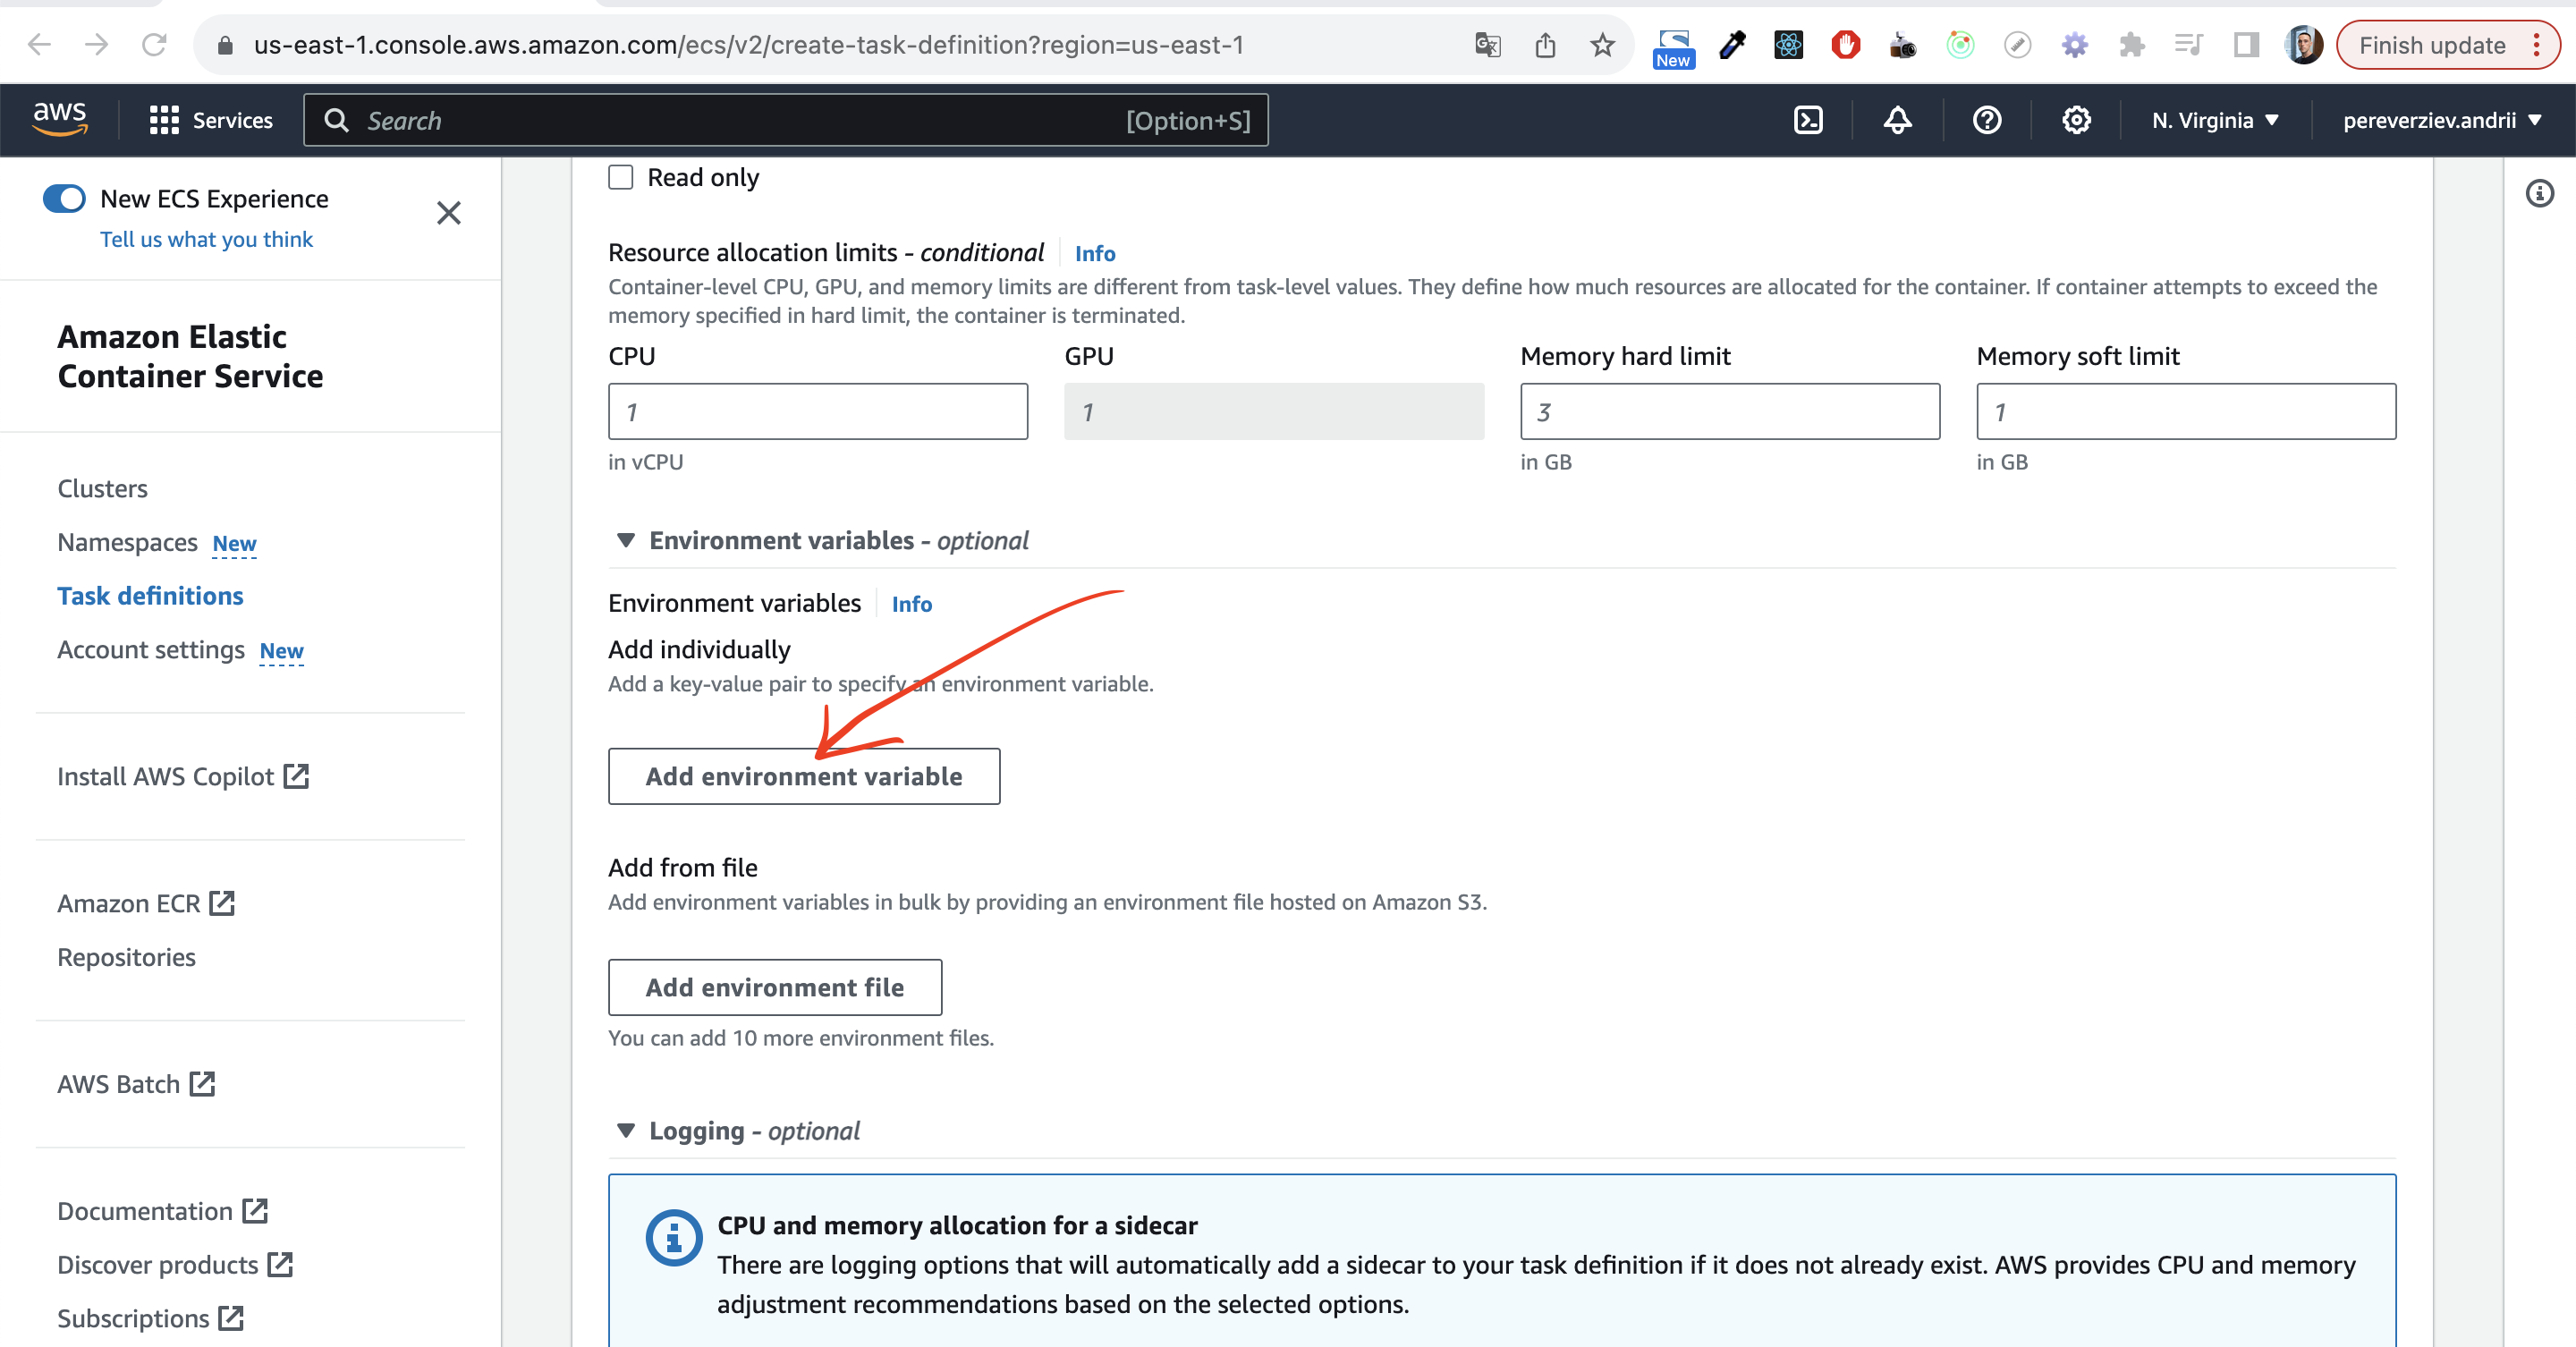 us-east-1.console.aws.amazon.com/ecs/v2/create-task-definition?region=us-east-1
New
Finish update
aws
Services
Search
[Option+S]
N. Virginia
pereverziev.andrii
New ECS Experience
Tell us what you think
Amazon Elastic
Container Service
Clusters
Namespaces New
Task definitions
Account settings New
Install AWS Copilot
Amazon ECR
Repositories
AWS Batch
Documentation
Discover products
Subscriptions
Read only
Resource allocation limits - conditional Info
Container-level CPU, GPU, and memory limits are different from task-level values. They define how much resources are allocated for the container. If container attempts to exceed the
memory specified in hard limit, the container is terminated.
CPU GPU Memory hard limit Memory soft limit
1 1 3 1
in vCPU in GB in GB
Environment variables - optional
Environment variables Info
Add individually
Add a key-value pair to specify an environment variable.
Add environment variable
Add from file
Add environment variables in bulk by providing an environment file hosted on Amazon S3.
Add environment file
You can add 10 more environment files.
Logging - optional
CPU and memory allocation for a sidecar
There are logging options that will automatically add a sidecar to your task definition if it does not already exist. AWS provides CPU and memory
adjustment recommendations based on the selected options.